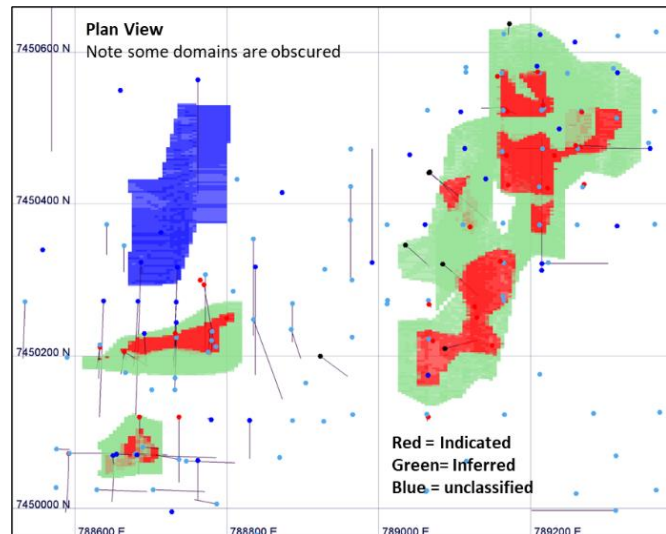 Plan View
Note some domains are obscured
7450600 N
7450400 N
7450200 N
7450000 N
Red = Indicated
Green= Inferred
Blue = unclassified
788600 E
788800 E
789000 E
789200 E